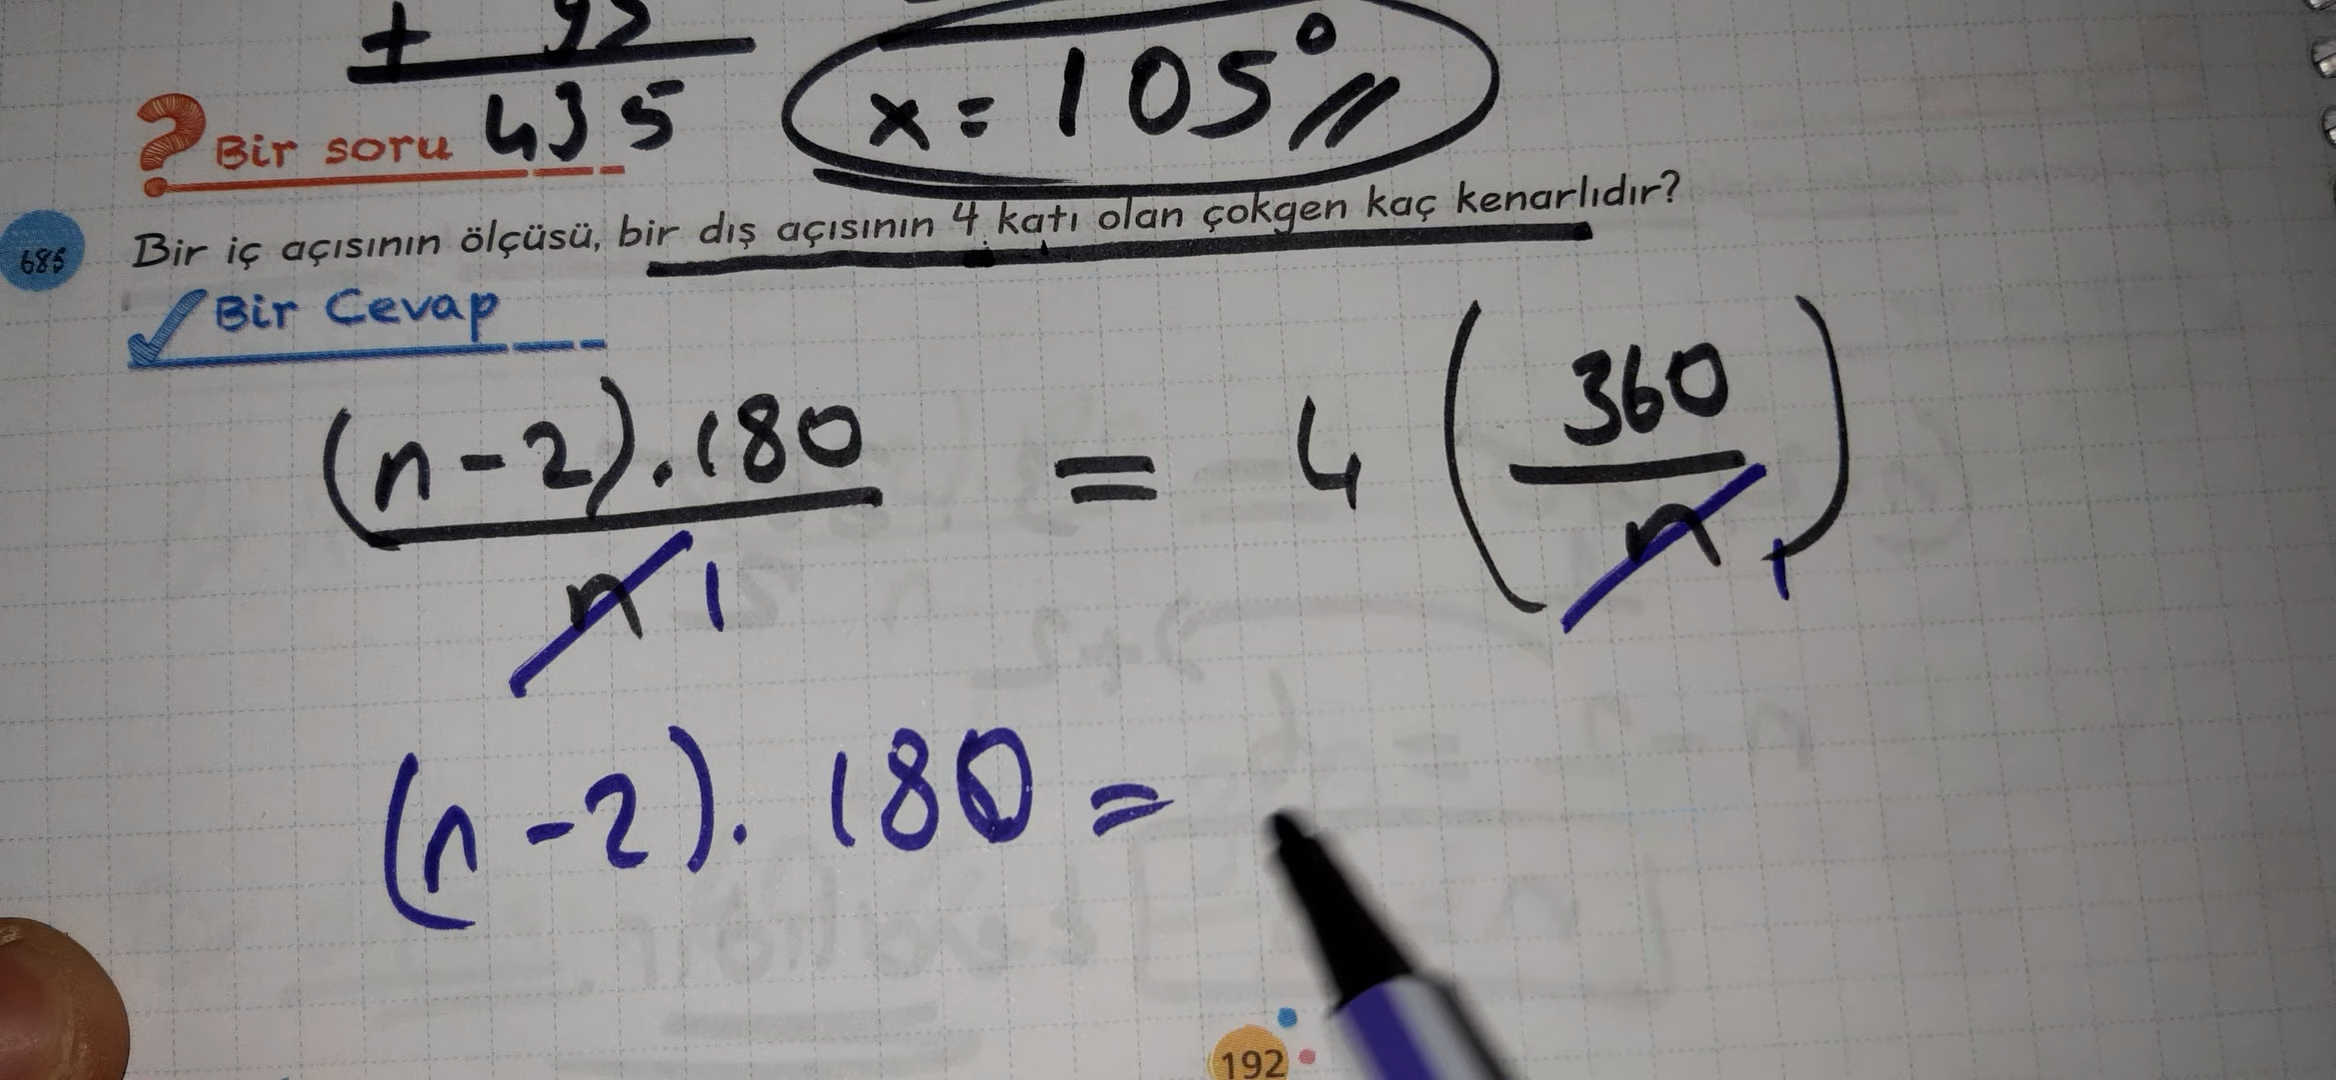 + 95
435
x = 105°
Bir soru
685
Bir iç açısının ölçüsü, bir dış açısının 4 katı olan çokgen kaç kenarlıdır?
Bir Cevap
(n-2).180 = 4 (360
n 1 n 1)
(n-2). 180 =
192